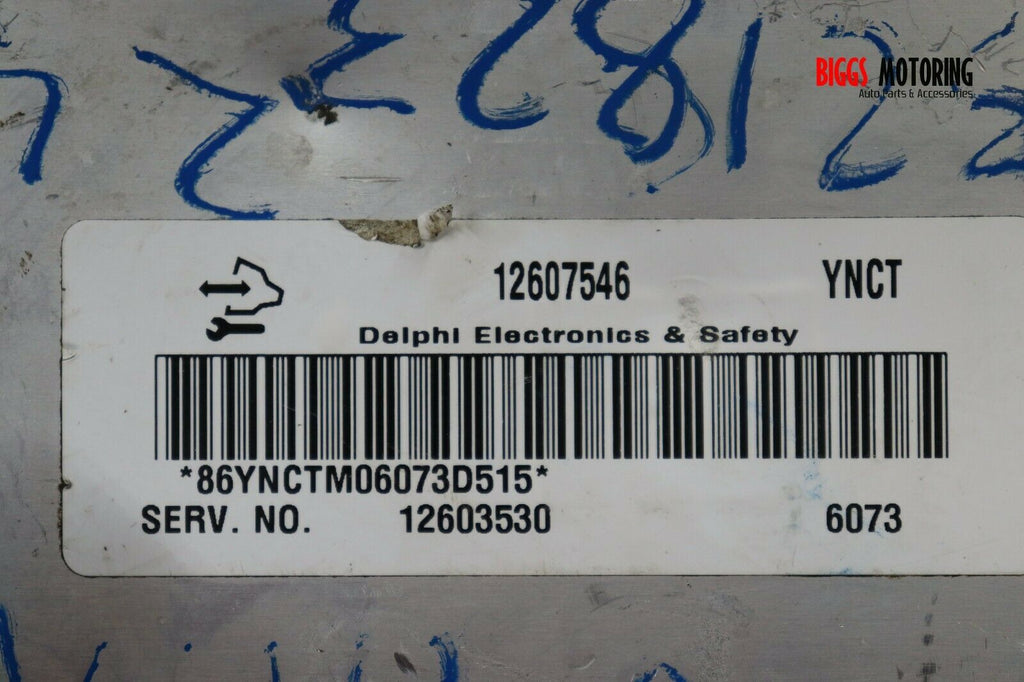 BIGGS MOTORING
Auto Parts & Accessories
12607546 YNCT
Delphi Electronics & Safety
*86YNCTM06073D515*
SERV. NO. 12603530 6073